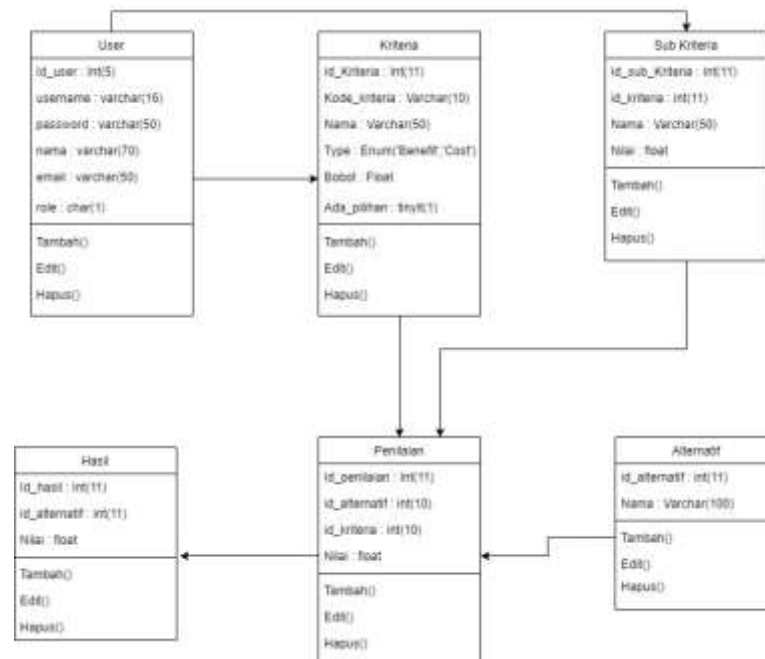 User
id_user : Int(5)
username : varchar(16)
password : varchar(50)
nama : varchar(70)
email : varchar(50)
role : char(1)
Tambah()
Edit()
Hapus()
Kriteria
id_Kriteria : Int(11)
Kode_kriteria : Varchar(10)
Nama : Varchar(50)
Type : Enum('Benefit','Cost')
Bobot : Float
Ada_pilihan : tinyit(1)
Tambah()
Edit()
Hapus()
Sub Kriteria
id_sub_Kriteria : Int(11)
id_kriteria : int(11)
Nama : Varchar(50)
Nilai : float
Tambah()
Edit()
Hapus()
Hasil
Id_hasil : Int(11)
id_alternatif : int(11)
Nilai : float
Tambah()
Edit()
Hapus()
Penilaian
id_penilaian : Int(11)
id_alternatif : int(10)
id_kriteria : int(10)
Nilai : float
Tambah()
Edit()
Hapus()
Alternatif
id_alternatif : int(11)
Nama : Varchar(100)
Tambah()
Edit()
Hapus()